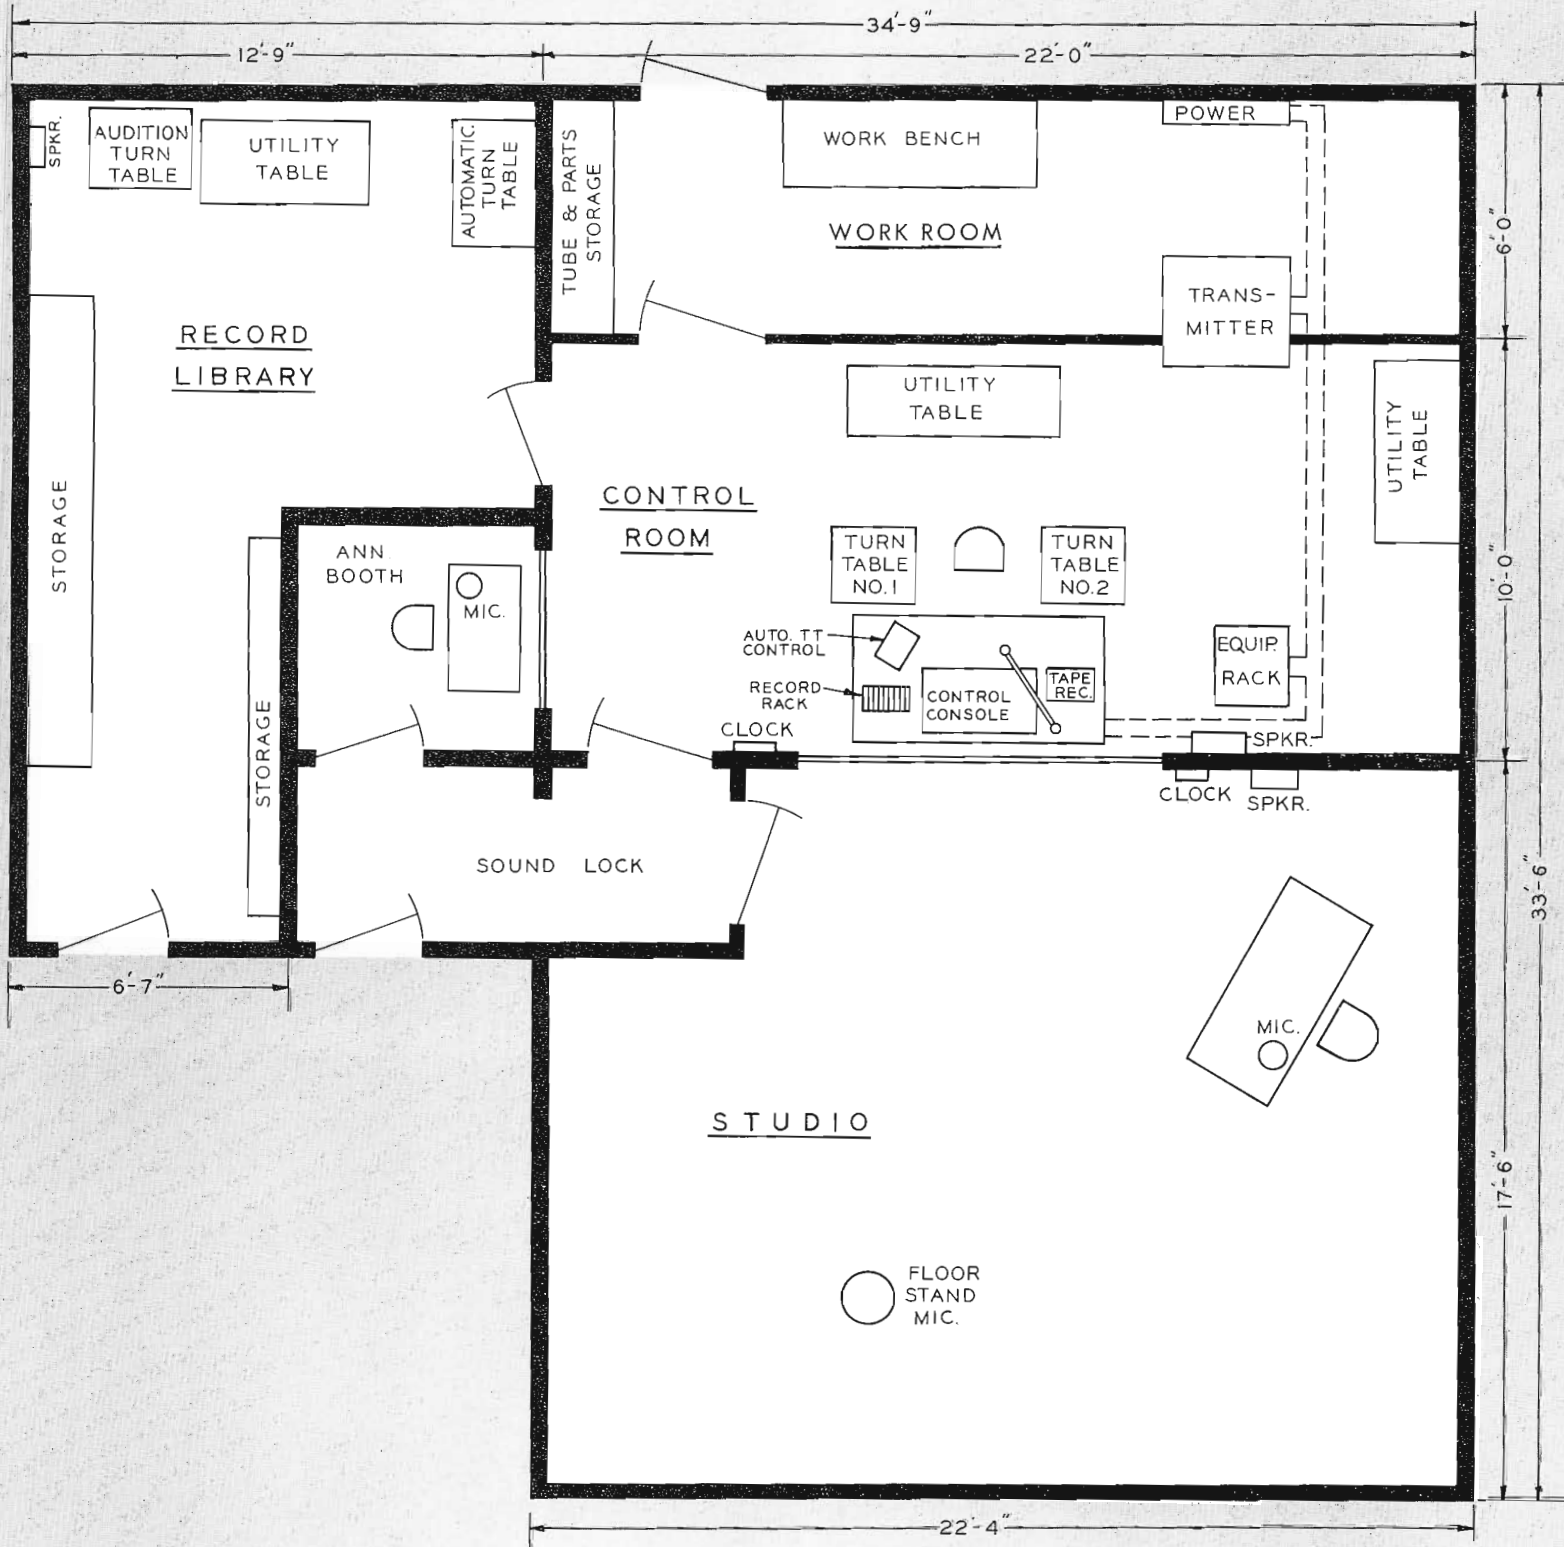 34'-9"
12'-9"
22'-0"
SPKR.
AUDITION
TURN
TABLE
UTILITY
TABLE
AUTOMATIC
TURN
TABLE
TUBE & PARTS
STORAGE
WORK BENCH
POWER
WORK ROOM
6'-0"
TRANS-
MITTER
RECORD
LIBRARY
UTILITY
TABLE
UTILITY
TABLE
STORAGE
CONTROL
ROOM
ANN.
BOOTH
MIC.
TURN
TABLE
NO.1
TURN
TABLE
NO.2
10'-0"
AUTO. TT
CONTROL
RECORD
RACK
CONTROL
CONSOLE
TAPE
REC.
EQUIP.
RACK
CLOCK
SPKR.
STORAGE
CLOCK
SPKR.
SOUND LOCK
33'-6"
6'-7"
MIC.
STUDIO
17'-6"
FLOOR
STAND
MIC.
22'-4"